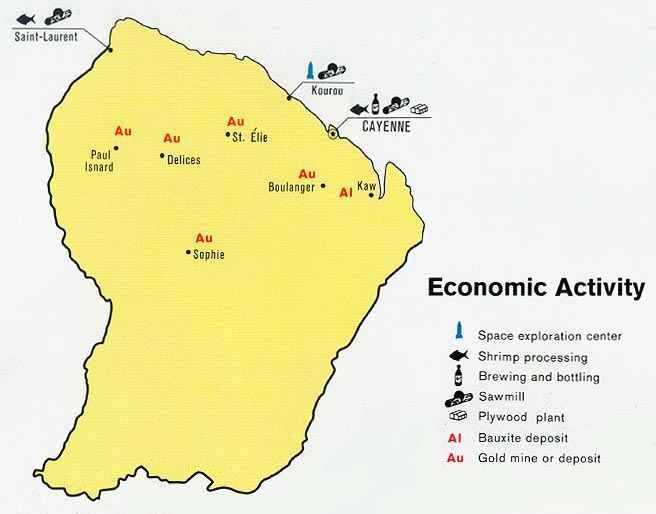 Saint-Laurent
Kourou
CAYENNE
Au
Paul
Isnard
Au
Delices
Au
St. Élie
Au
Boulanger
Al
Kaw
Au
Sophie
Economic Activity
Space exploration center
Shrimp processing
Brewing and bottling
Sawmill
Plywood plant
Al Bauxite deposit
Au Gold mine or deposit